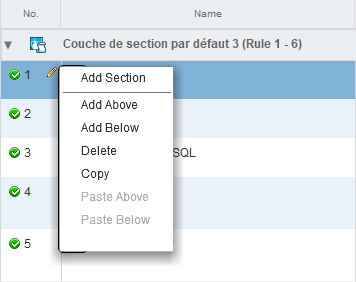 No. Name
Couche de section par défaut 3 (Rule 1 - 6)
1
Add Section
Add Above
2
Add Below
Delete
3 SQL
Copy
4
Paste Above
Paste Below
5